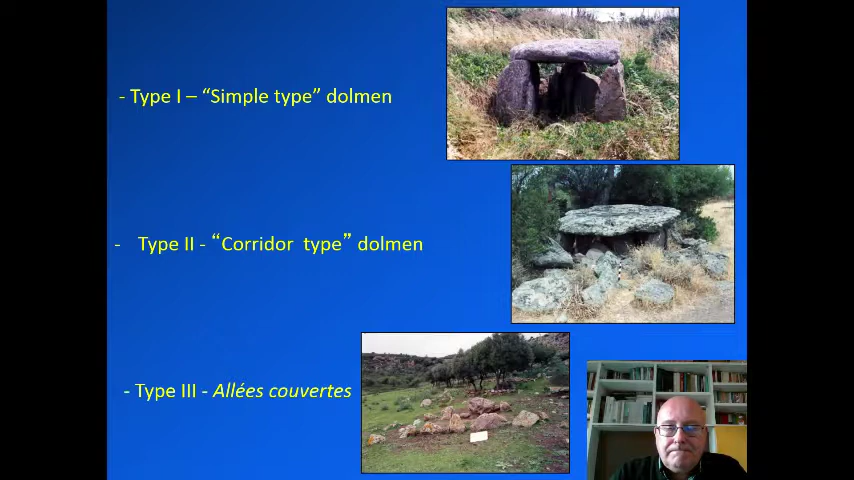 - Type I – “Simple type” dolmen
- Type II - “Corridor type” dolmen
- Type III - Allées couvertes